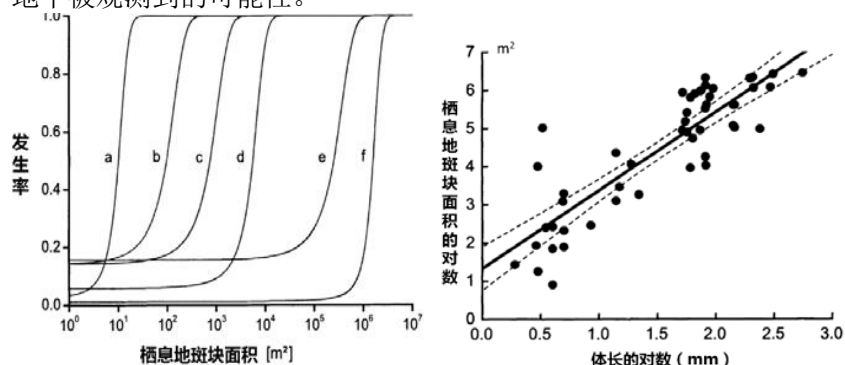 地中被观测到的可能性。
1.0
0.8
0.6
0.4
0.2
0.0
发生率
a b c d e f
10⁰ 10¹ 10² 10³ 10⁴ 10⁵ 10⁶ 10⁷
栖息地斑块面积 [m²]
7
6
5
4
3
2
1
0
m²
栖息地斑块面积的对数
0.0 0.5 1.0 1.5 2.0 2.5 3.0
体长的对数（mm）